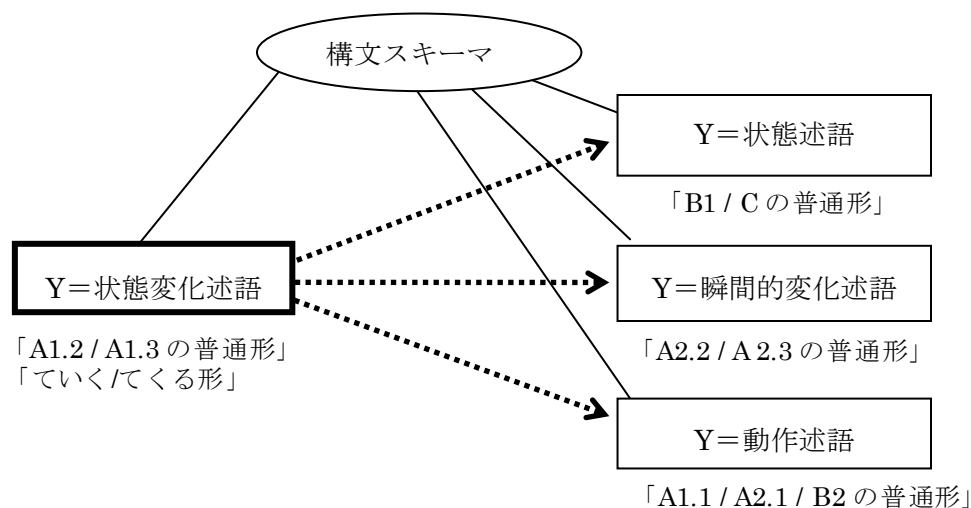 構文スキーマ
Y＝状態述語
「B1 / C の普通形」
Y＝状態変化述語
「A1.2 / A1.3 の普通形」
「ていく/てくる形」
Y＝瞬間的変化述語
「A2.2 / A 2.3 の普通形」
Y＝動作述語
「A1.1 / A2.1 / B2 の普通形」